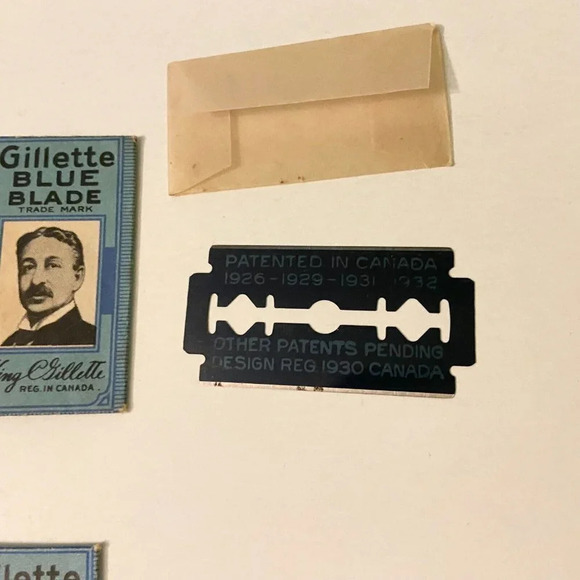 Gillette
BLUE
BLADE
TRADE MARK
King C Gillette
REG. IN CANADA.
PATENTED IN CANADA
1926-1929-1931 1932
OTHER PATENTS PENDING
DESIGN REG. 1930 CANADA
llette